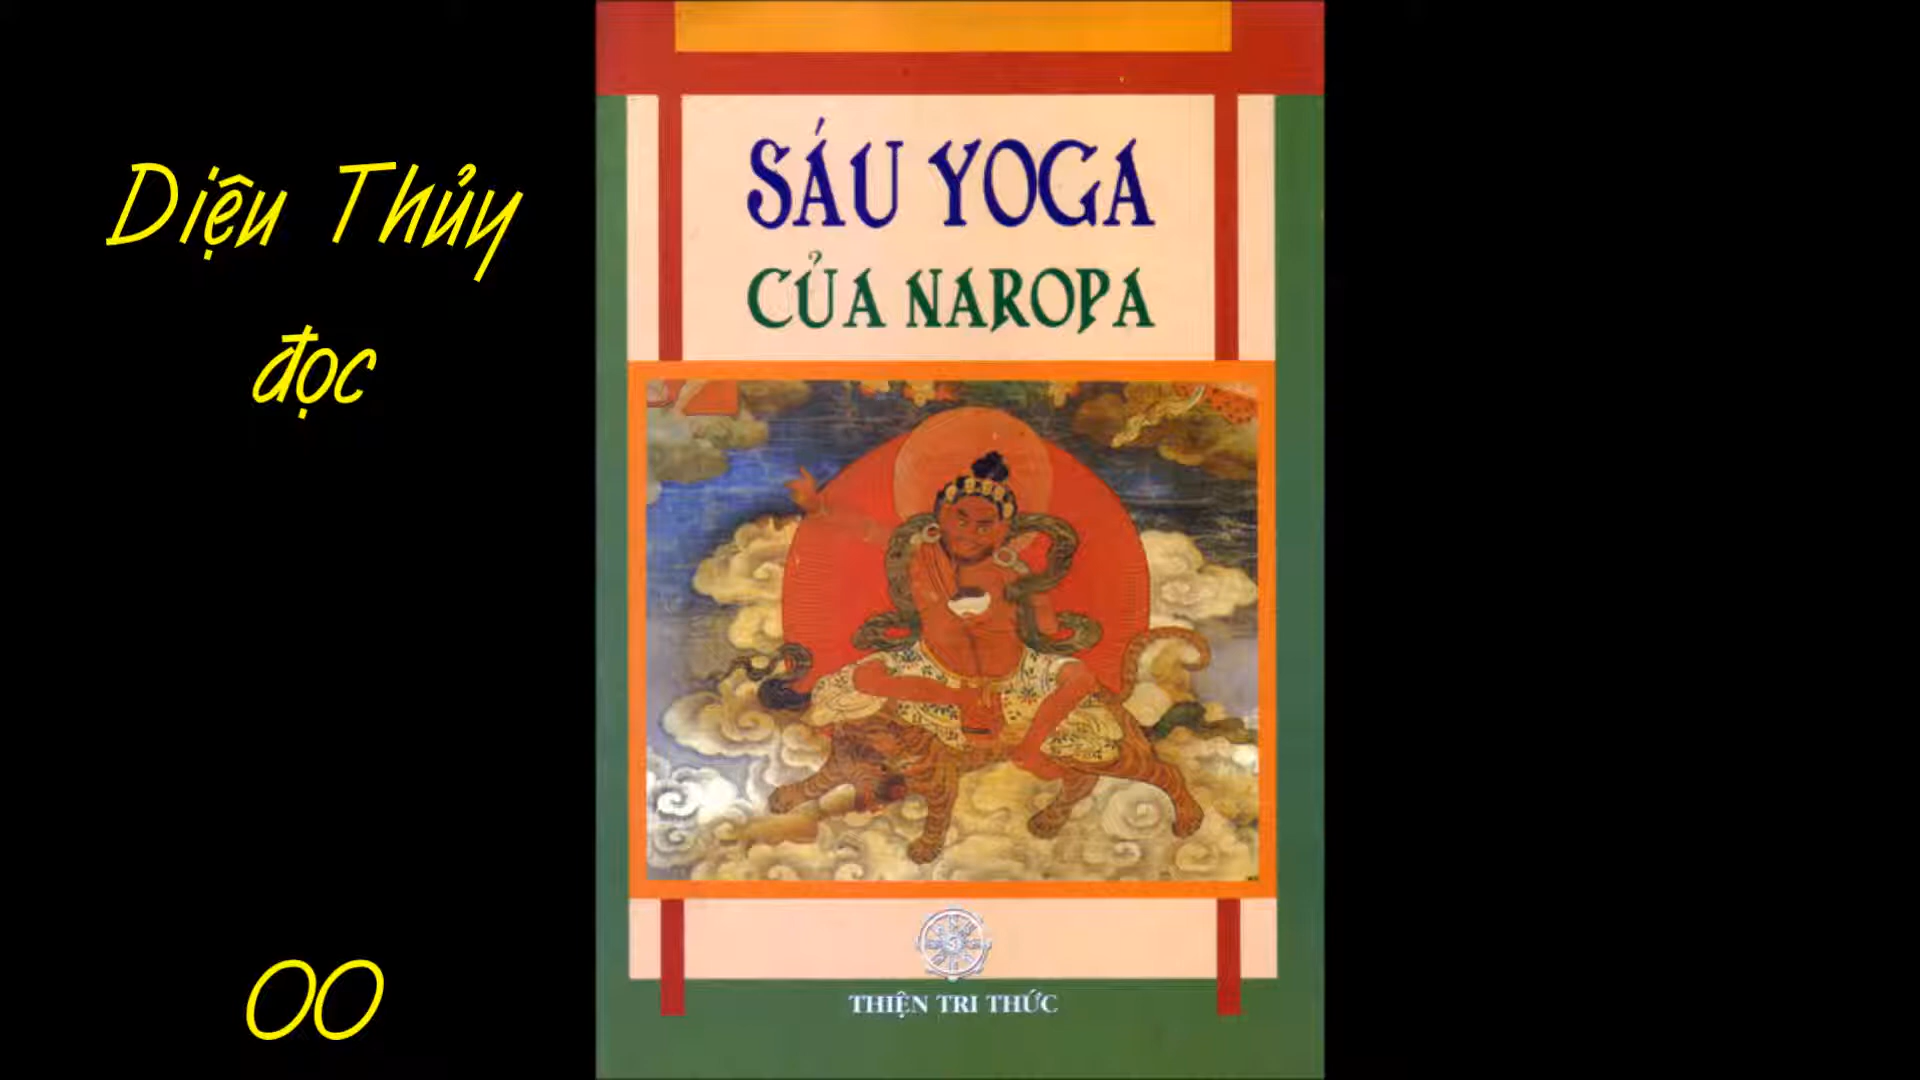 Diệu Thủy
đọc
00
SÁU YOGA
CỦA NAROPA
THIỆN TRI THỨC